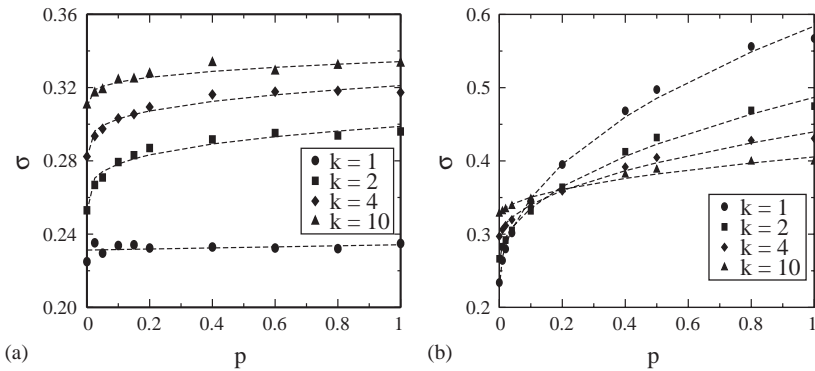 0.36
0.32
0.28
0.24
0.20
σ
k = 1
k = 2
k = 4
k = 10
0 0.2 0.4 0.6 0.8 1
(a)
p
0.6
0.5
0.4
0.3
0.2
σ
k = 1
k = 2
k = 4
k = 10
0.0 0.2 0.4 0.6 0.8 1
(b)
p